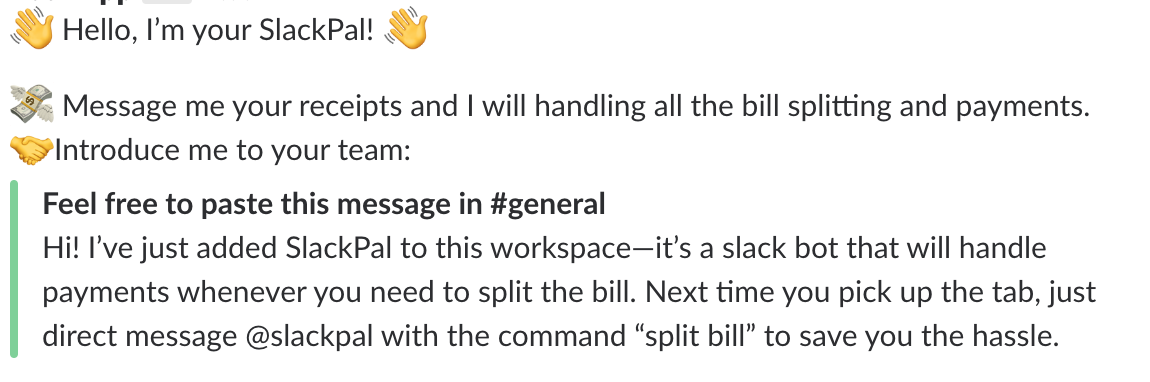 Hello, I’m your SlackPal!
Message me your receipts and I will handling all the bill splitting and payments.
Introduce me to your team:
Feel free to paste this message in #general
Hi! I’ve just added SlackPal to this workspace—it’s a slack bot that will handle
payments whenever you need to split the bill. Next time you pick up the tab, just
direct message @slackpal with the command “split bill” to save you the hassle.